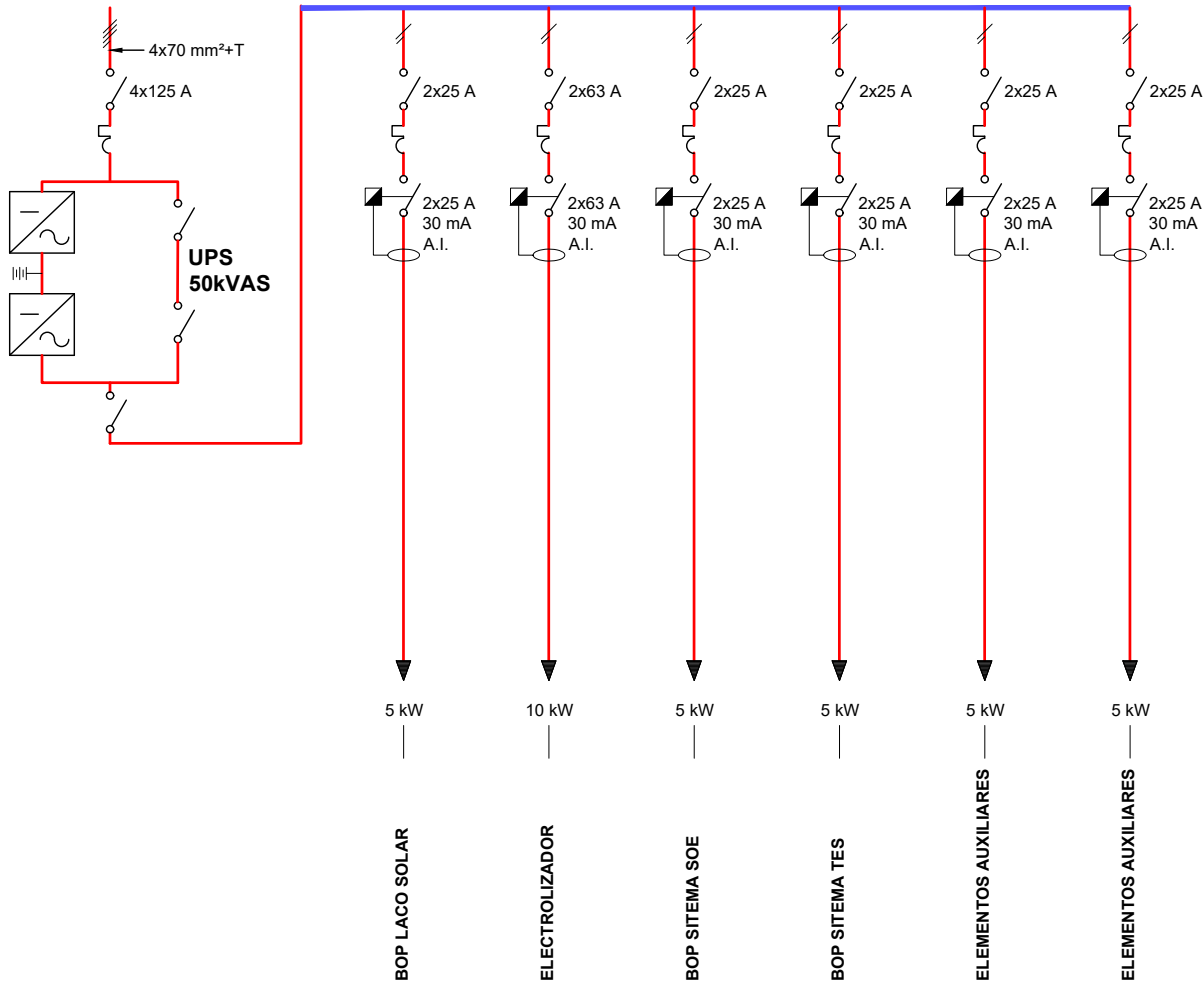 4x70 mm²+T
4x125 A
2x25 A
2x63 A
2x25 A
2x25 A
2x25 A
2x25 A
2x25 A
30 mA
A.I.
2x63 A
30 mA
A.I.
2x25 A
30 mA
A.I.
2x25 A
30 mA
A.I.
2x25 A
30 mA
A.I.
2x25 A
30 mA
A.I.
UPS
50kVAS
5 kW
10 kW
5 kW
5 kW
5 kW
5 kW
BOP LACO SOLAR
ELECTROLIZADOR
BOP SITEMA SOE
BOP SITEMA TES
ELEMENTOS AUXILIARES
ELEMENTOS AUXILIARES